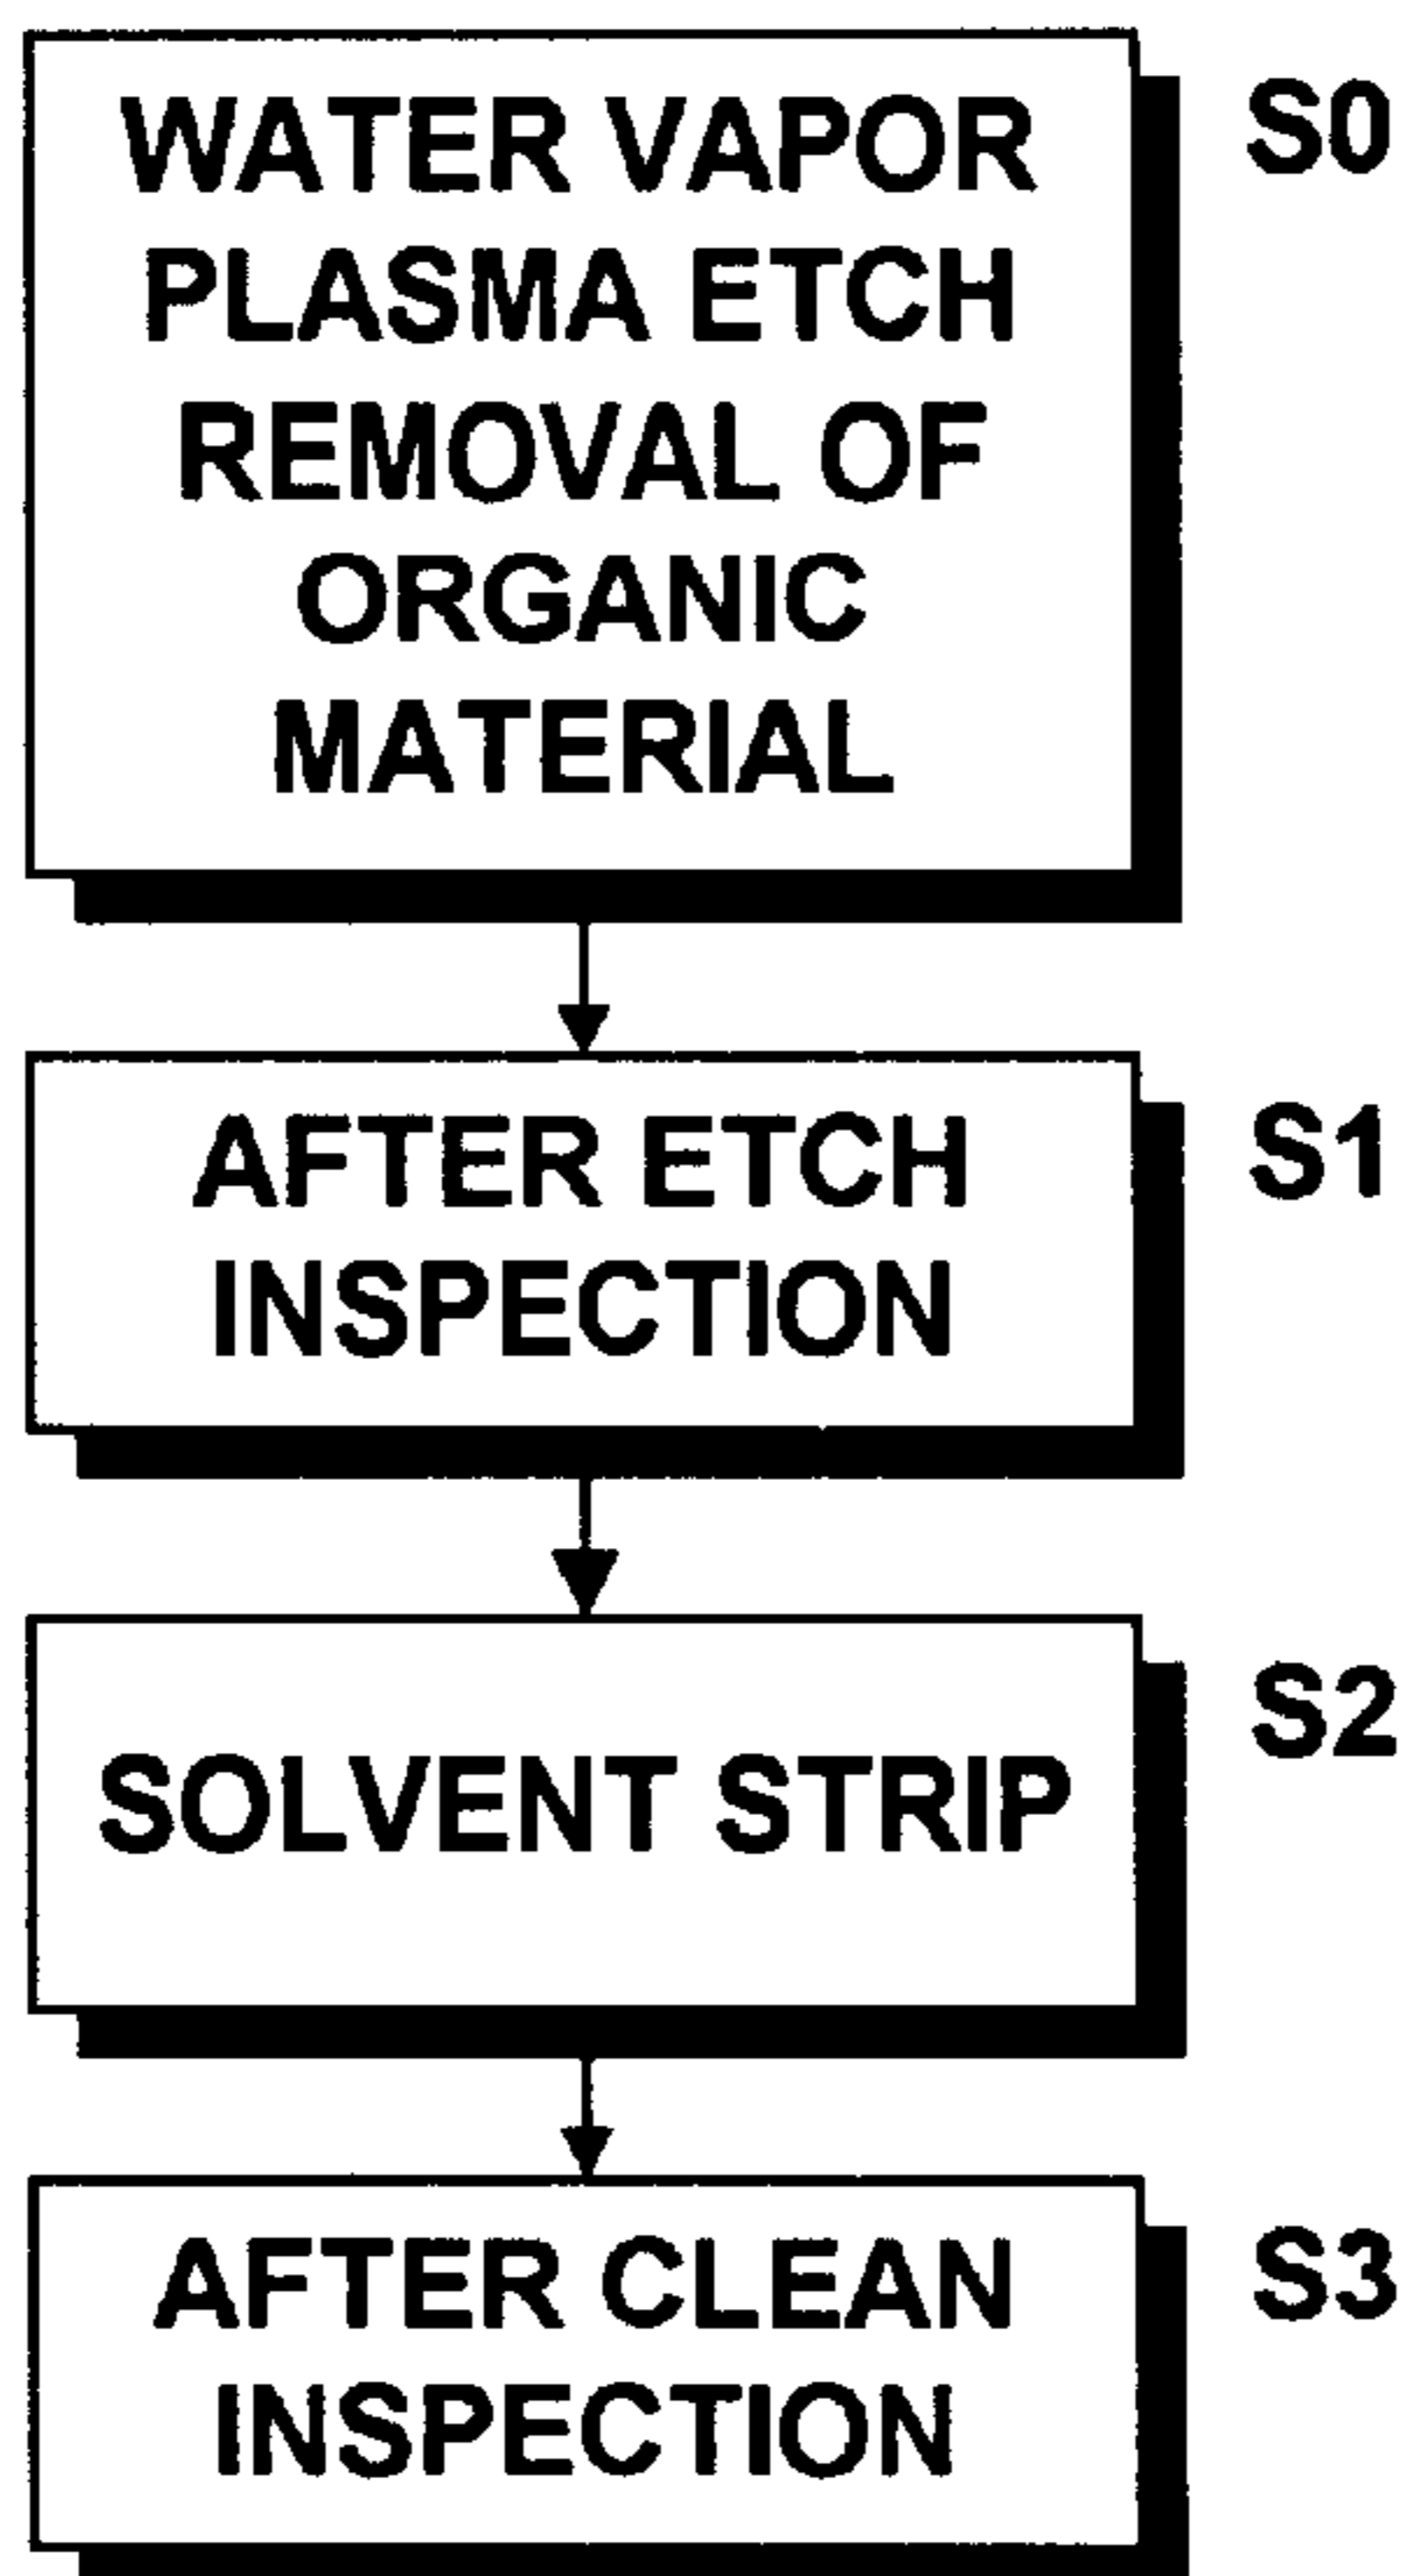 WATER VAPOR
PLASMA ETCH
REMOVAL OF
ORGANIC
MATERIAL
S0
AFTER ETCH
INSPECTION
S1
SOLVENT STRIP
S2
AFTER CLEAN
INSPECTION
S3